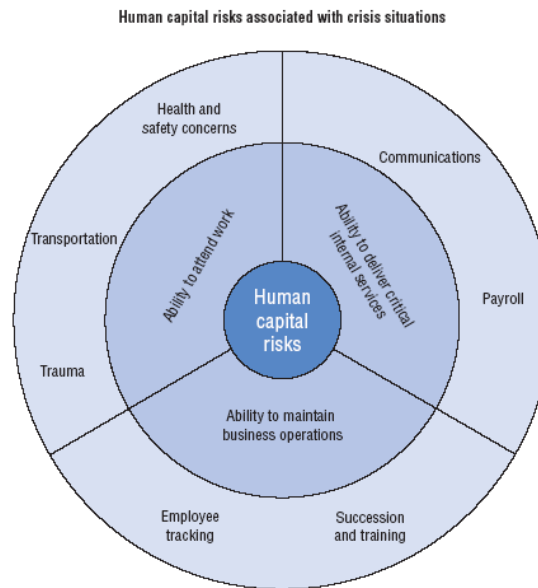 Human capital risks associated with crisis situations
Health and
safety concerns
Communications
Transportation
Ability to attend work
Ability to deliver critical
internal services
Human
capital
risks
Payroll
Trauma
Ability to maintain
business operations
Employee
tracking
Succession
and training